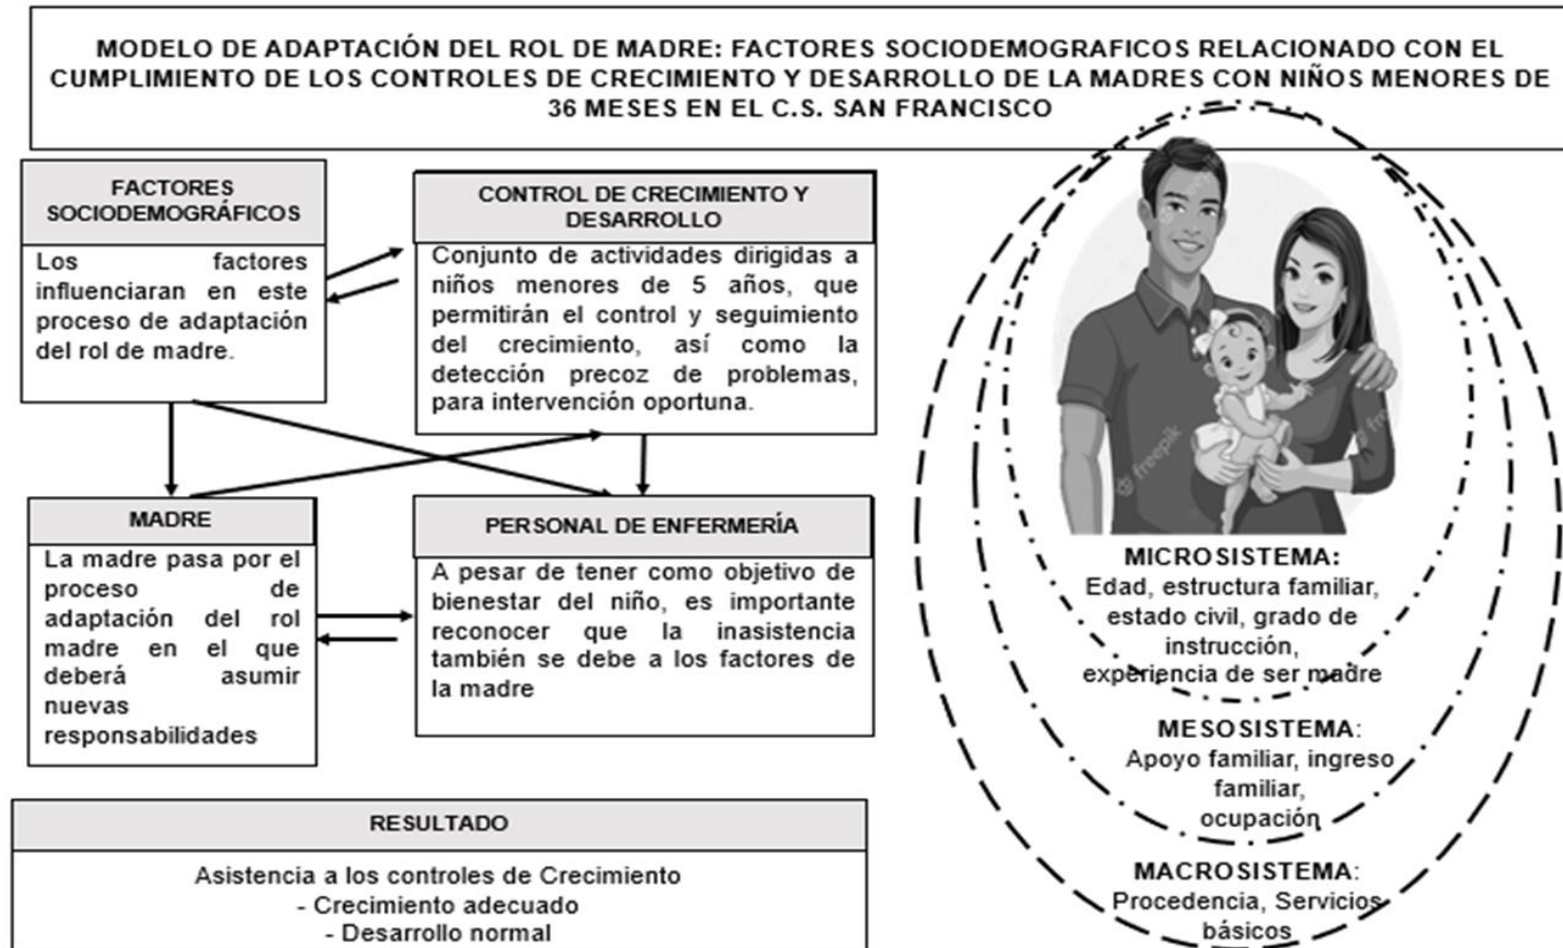 MODELO DE ADAPTACIÓN DEL ROL DE MADRE: FACTORES SOCIODEMOGRAFICOS RELACIONADO CON EL
CUMPLIMIENTO DE LOS CONTROLES DE CRECIMIENTO Y DESARROLLO DE LA MADRES CON NIÑOS MENORES DE
36 MESES EN EL C.S. SAN FRANCISCO
FACTORES
SOCIODEMOGRÁFICOS
Los factores
influenciaran en este
proceso de adaptación
del rol de madre.
CONTROL DE CRECIMIENTO Y
DESARROLLO
Conjunto de actividades dirigidas a
niños menores de 5 años, que
permitirán el control y seguimiento
del crecimiento, así como la
detección precoz de problemas,
para intervención oportuna.
MADRE
La madre pasa por el
proceso de
adaptación del rol
madre en el que
deberá asumir
nuevas
responsabilidades
PERSONAL DE ENFERMERÍA
A pesar de tener como objetivo de
bienestar del niño, es importante
reconocer que la inasistencia
también se debe a los factores de
la madre
RESULTADO
Asistencia a los controles de Crecimiento
- Crecimiento adecuado
- Desarrollo normal
freepik
MICROSISTEMA:
Edad, estructura familiar,
estado civil, grado de
instrucción,
experiencia de ser madre
MESOSISTEMA:
Apoyo familiar, ingreso
familiar,
ocupación
MACROSISTEMA:
Procedencia, Servicios
básicos